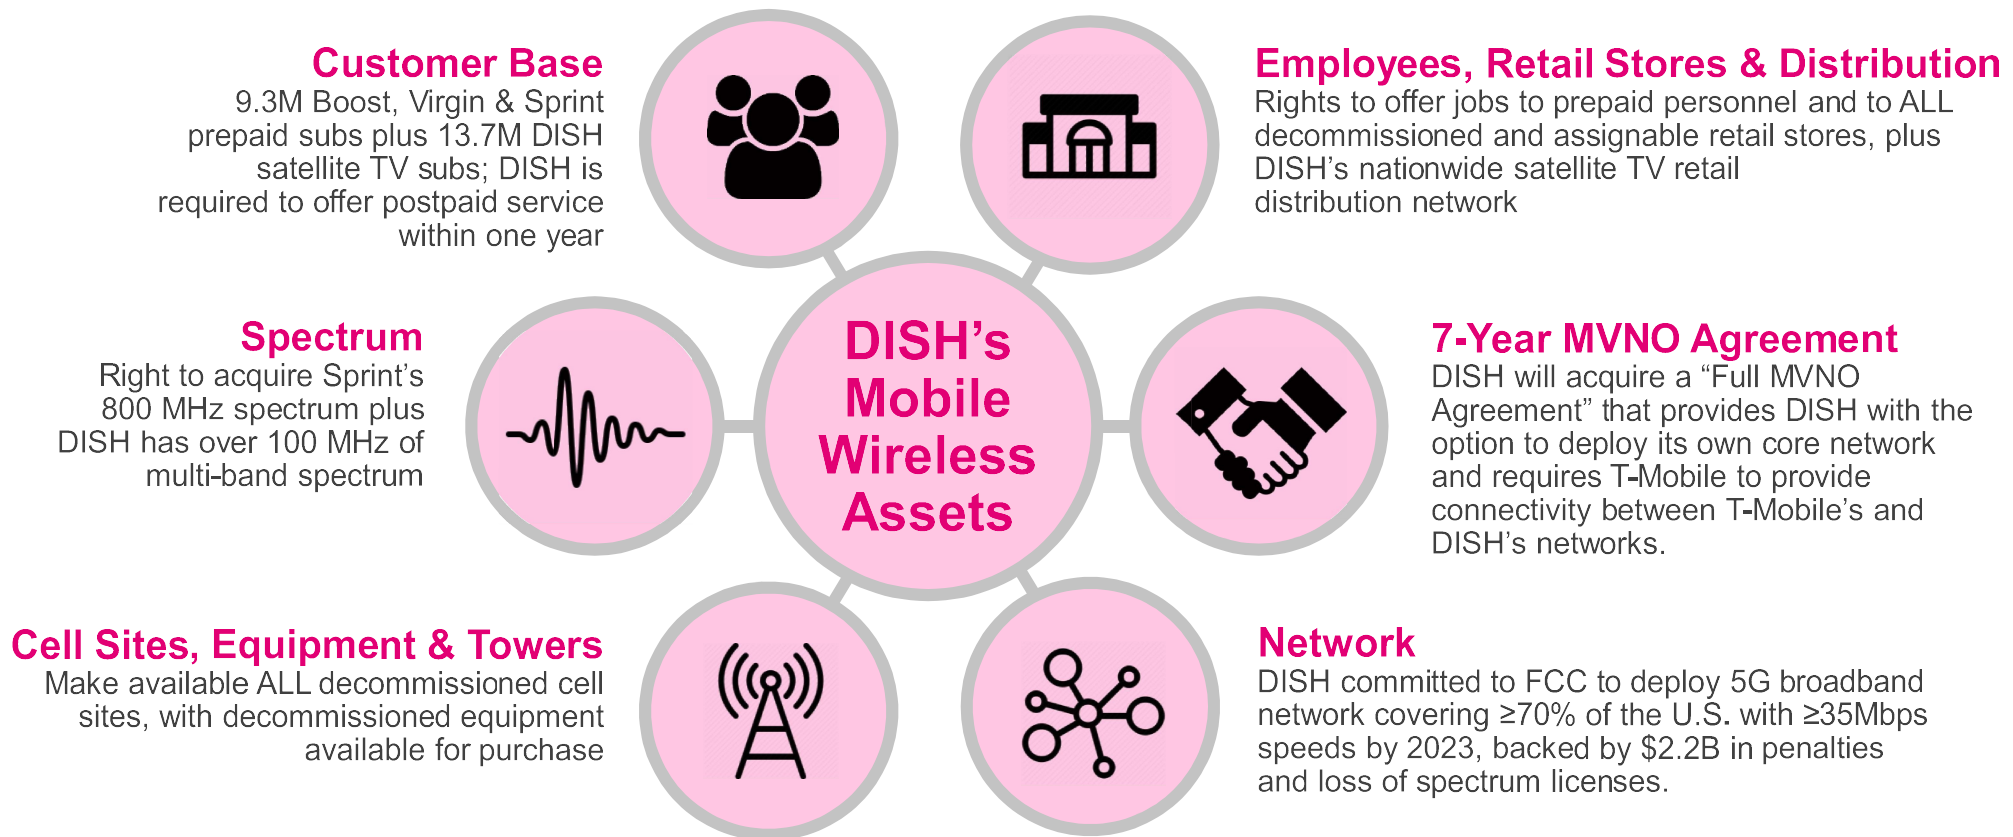 Customer Base
9.3M Boost, Virgin & Sprint
prepaid subs plus 13.7M DISH
satellite TV subs; DISH is
required to offer postpaid service
within one year
Employees, Retail Stores & Distribution
Rights to offer jobs to prepaid personnel and to ALL
decommissioned and assignable retail stores, plus
DISH’s nationwide satellite TV retail
distribution network
Spectrum
Right to acquire Sprint’s
800 MHz spectrum plus
DISH has over 100 MHz of
multi-band spectrum
DISH’s
Mobile
Wireless
Assets
7-Year MVNO Agreement
DISH will acquire a “Full MVNO
Agreement” that provides DISH with the
option to deploy its own core network
and requires T-Mobile to provide
connectivity between T-Mobile’s and
DISH’s networks.
Cell Sites, Equipment & Towers
Make available ALL decommissioned cell
sites, with decommissioned equipment
available for purchase
Network
DISH committed to FCC to deploy 5G broadband
network covering ≥70% of the U.S. with ≥35Mbps
speeds by 2023, backed by $2.2B in penalties
and loss of spectrum licenses.